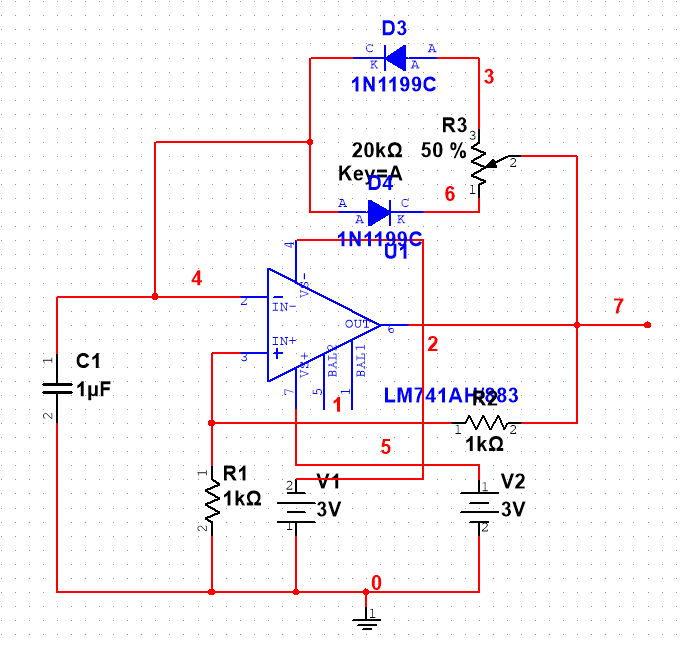 D3
C
A
K
A
1N1199C
3
R3
3
20kΩ
50 %
2
Key=A
D4
1
6
A
C
A
K
1N1199C
U1
4
VS-
4
2
IN-
7
OUT
6
IN+
3
2
VS+
BAL2
BAL1
7
5
1
1
C1
1µF
1
2
LM741AH/883
R2
1
2
1kΩ
5
R1
1kΩ
1
2
V1
3V
2
1
V2
3V
1
2
0
1